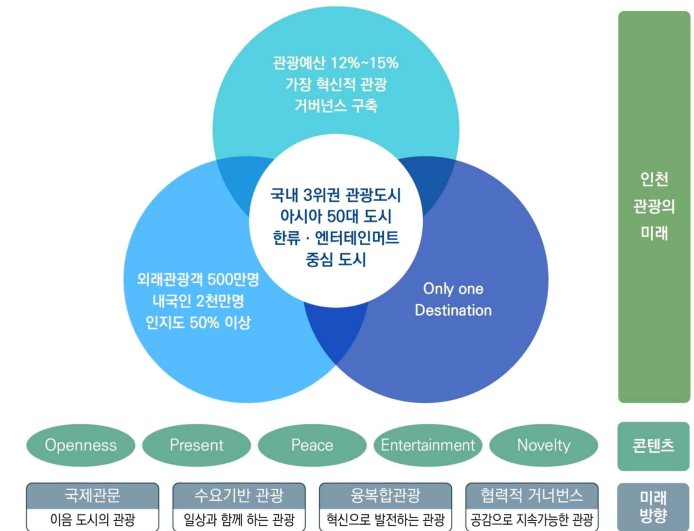 관광예산 12%~15%
가장 혁신적 관광
거버넌스 구축
국내 3위권 관광도시
아시아 50대 도시
한류 · 엔터테인머트
중심 도시
외래관광객 500만명
내국인 2천만명
인지도 50% 이상
Only one
Destination
인천
관광의
미래
Openness
Present
Peace
Entertainment
Novelty
콘텐츠
국제관문
이음 도시의 관광
수요기반 관광
일상과 함께 하는 관광
융복합관광
혁신으로 발전하는 관광
협력적 거너번스
공감으로 지속가능한 관광
미래
방향